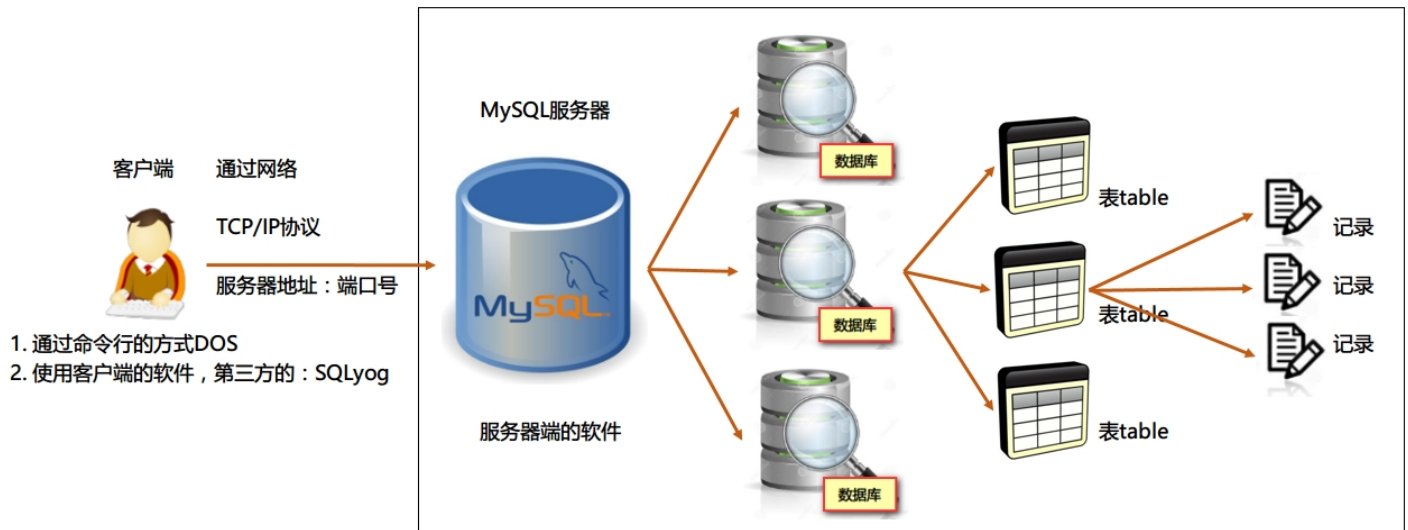 MySQL服务器
数据库
客户端 通过网络
表table
TCP/IP协议
记录
服务器地址：端口号
MySQL
数据库
记录
表table
1. 通过命令行的方式DOS
2. 使用客户端的软件，第三方的：SQLyog
记录
服务器端的软件
表table
数据库